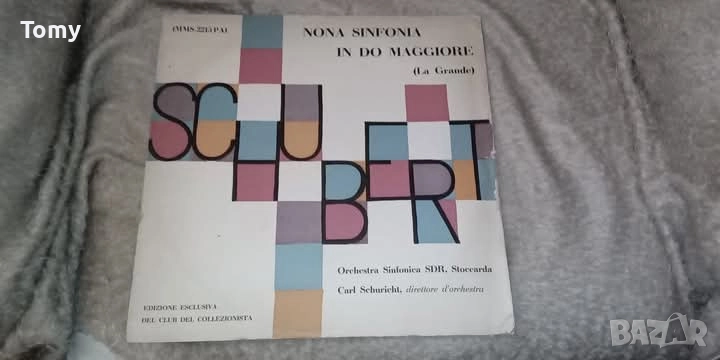 Tomy
(MMS-2215 PA)
NONA SINFONIA
IN DO MAGGIORE
(La Grande)
SCHUBERT
Orchestra Sinfonica SDR, Stoccarda
Carl Schuricht, direttore d'orchestra
EDIZIONE ESCLUSIVA
DEL CLUB DEL COLLEZIONISTA
BAZAR